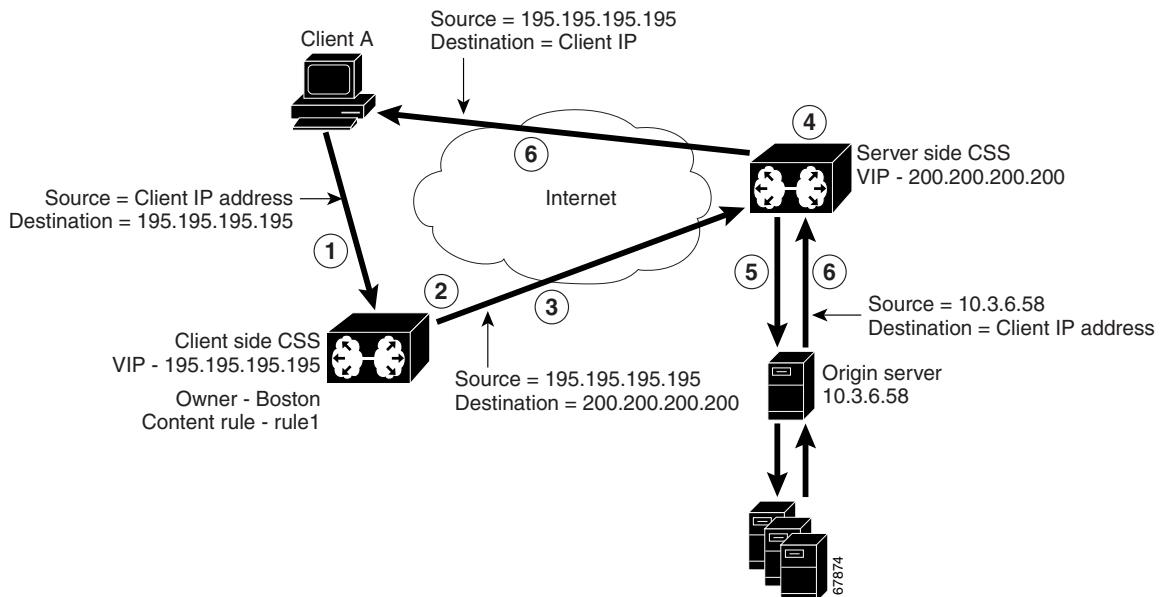 Source = 195.195.195.195
Destination = Client IP
Client A
4
6
Server side CSS
VIP - 200.200.200.200
Internet
Source = Client IP address
Destination = 195.195.195.195
1
2
3
5
6
Source = 10.3.6.58
Destination = Client IP address
Client side CSS
VIP - 195.195.195.195
Owner - Boston
Content rule - rule1
Source = 195.195.195.195
Destination = 200.200.200.200
Origin server
10.3.6.58
67874